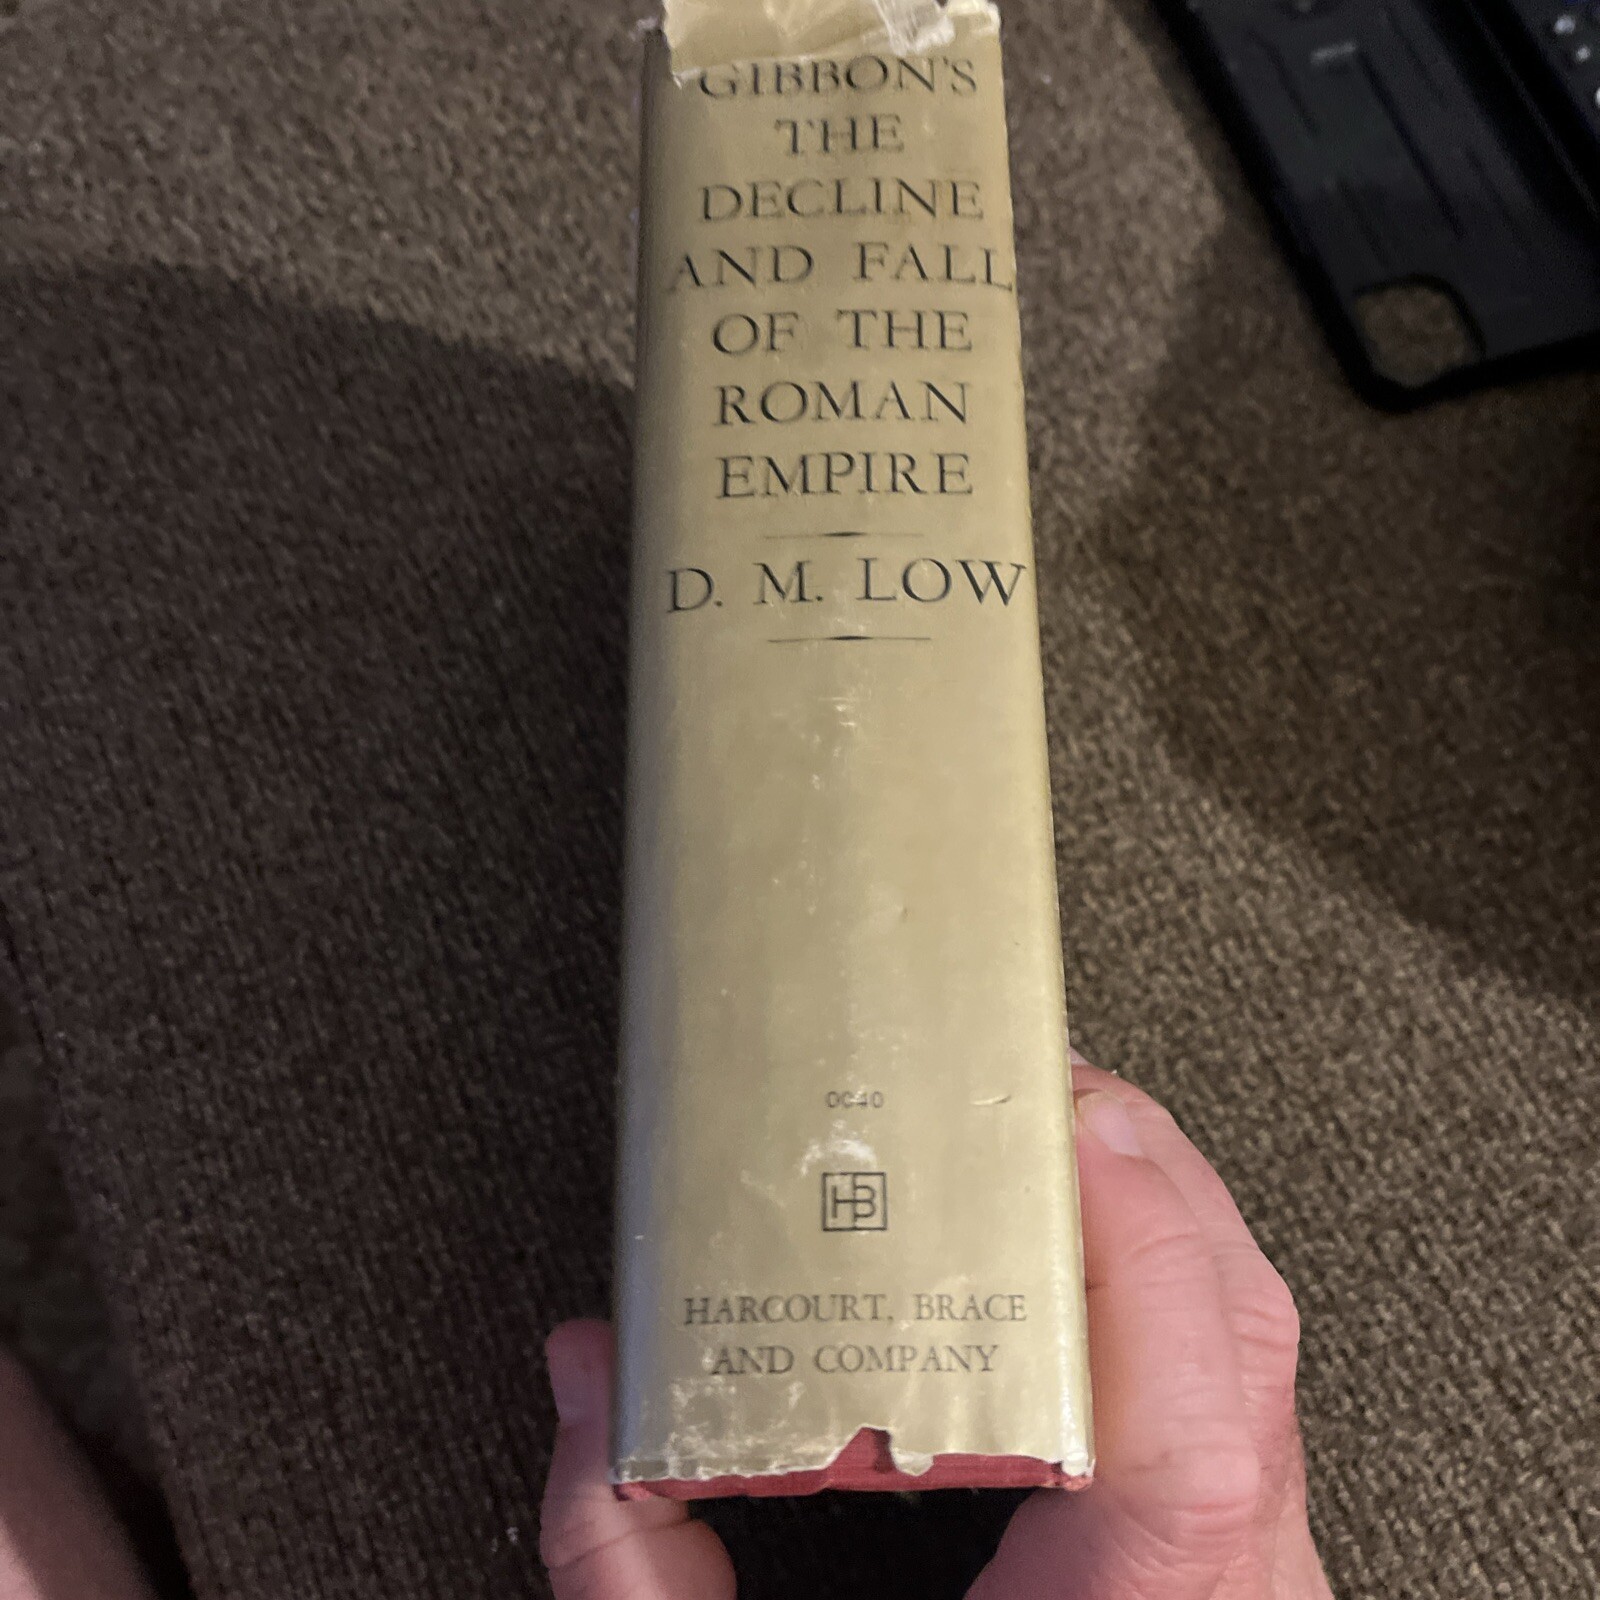 GIBBON'S
THE
DECLINE
AND FALL
OF THE
ROMAN
EMPIRE
D. M. LOW
0040
HB
HARCOURT, BRACE
AND COMPANY